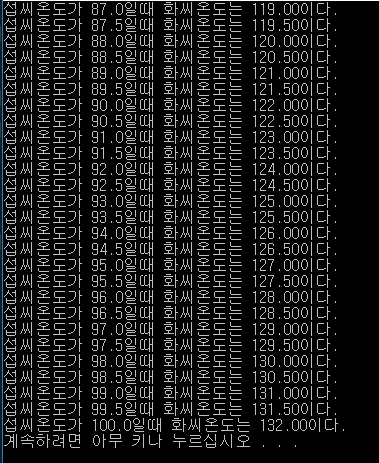 섭씨온도가 87.0일때 화씨온도는 119.000이다.
섭씨온도가 87.5일때 화씨온도는 119.500이다.
섭씨온도가 88.0일때 화씨온도는 120.000이다.
섭씨온도가 88.5일때 화씨온도는 120.500이다.
섭씨온도가 89.0일때 화씨온도는 121.000이다.
섭씨온도가 89.5일때 화씨온도는 121.500이다.
섭씨온도가 90.0일때 화씨온도는 122.000이다.
섭씨온도가 90.5일때 화씨온도는 122.500이다.
섭씨온도가 91.0일때 화씨온도는 123.000이다.
섭씨온도가 91.5일때 화씨온도는 123.500이다.
섭씨온도가 92.0일때 화씨온도는 124.000이다.
섭씨온도가 92.5일때 화씨온도는 124.500이다.
섭씨온도가 93.0일때 화씨온도는 125.000이다.
섭씨온도가 93.5일때 화씨온도는 125.500이다.
섭씨온도가 94.0일때 화씨온도는 126.000이다.
섭씨온도가 94.5일때 화씨온도는 126.500이다.
섭씨온도가 95.0일때 화씨온도는 127.000이다.
섭씨온도가 95.5일때 화씨온도는 127.500이다.
섭씨온도가 96.0일때 화씨온도는 128.000이다.
섭씨온도가 96.5일때 화씨온도는 128.500이다.
섭씨온도가 97.0일때 화씨온도는 129.000이다.
섭씨온도가 97.5일때 화씨온도는 129.500이다.
섭씨온도가 98.0일때 화씨온도는 130.000이다.
섭씨온도가 98.5일때 화씨온도는 130.500이다.
섭씨온도가 99.0일때 화씨온도는 131.000이다.
섭씨온도가 99.5일때 화씨온도는 131.500이다.
섭씨온도가 100.0일때 화씨온도는 132.000이다.
계속하려면 아무 키나 누르십시오 . . .